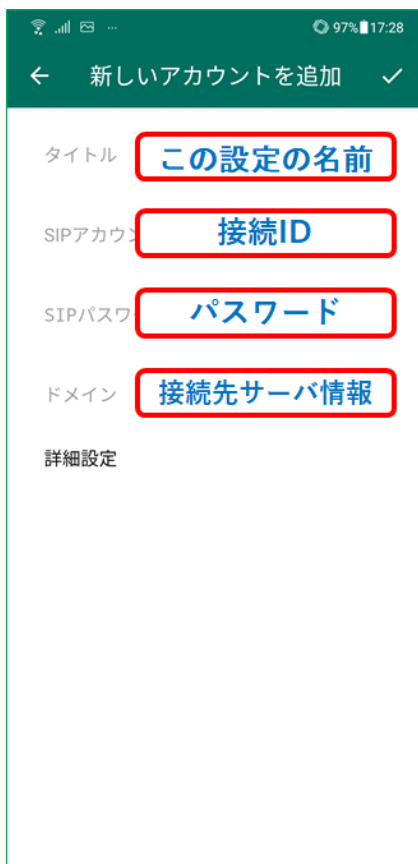 97% 17:28
新しいアカウントを追加
タイトル この設定の名前
SIPアカウン 接続ID
SIPパスワ パスワード
ドメイン 接続先サーバ情報
詳細設定